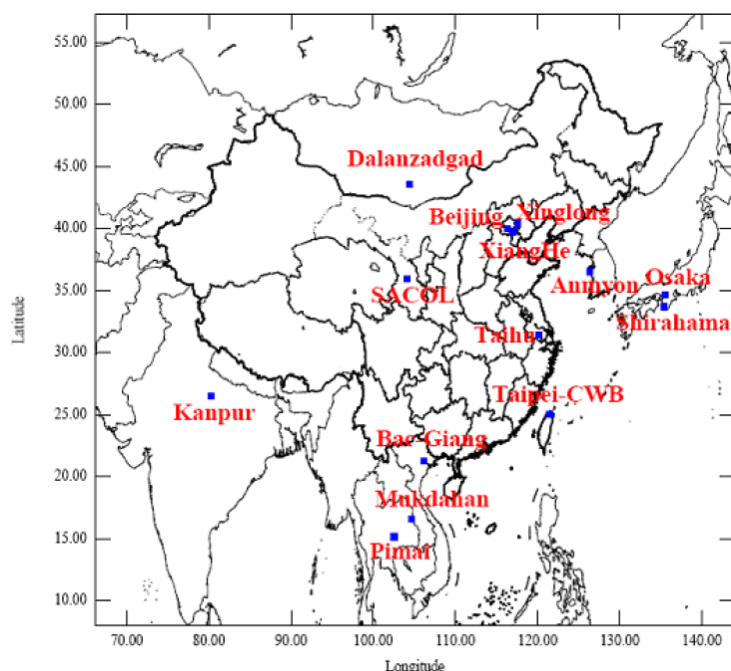 55.00
50.00
45.00
40.00
35.00
30.00
25.00
20.00
15.00
10.00
Latitude
Dalanzadgad
Beijing
Xinglong
XiangHe
SACOL
Anmyon
Osaka
Shirahama
Taihu
Kanpur
Taipei-CWB
Bac-Giang
Mukdahan
Pimai
70.00 80.00 90.00 100.00 110.00 120.00 130.00 140.00
Longitude